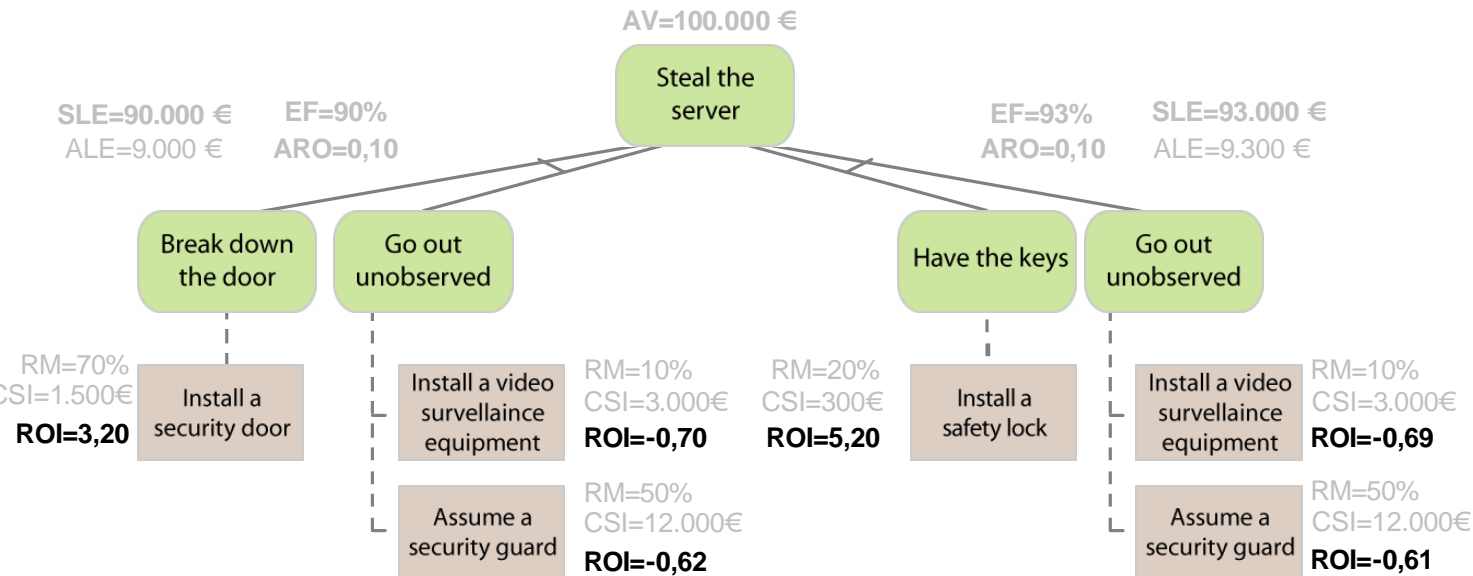 AV=100.000 €
Steal the
server
SLE=90.000 €
ALE=9.000 €
EF=90%
ARO=0,10
EF=93%
ARO=0,10
SLE=93.000 €
ALE=9.300 €
Break down
the door
Go out
unobserved
Have the keys
Go out
unobserved
RM=70%
CSI=1.500€
ROI=3,20
Install a
security door
Install a video
survellaince
equipment
RM=10%
CSI=3.000€
ROI=-0,70
RM=20%
CSI=300€
ROI=5,20
Install a
safety lock
Install a video
survellaince
equipment
RM=10%
CSI=3.000€
ROI=-0,69
Assume a
security guard
RM=50%
CSI=12.000€
ROI=-0,62
Assume a
security guard
RM=50%
CSI=12.000€
ROI=-0,61